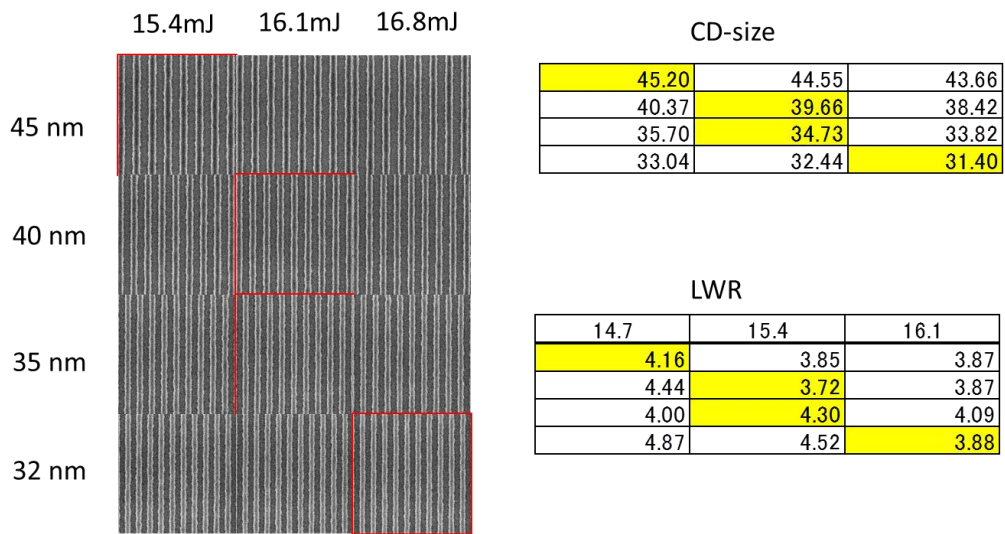 15.4mJ 16.1mJ 16.8mJ
45 nm
40 nm
35 nm
32 nm
CD-size
45.20 44.55 43.66
40.37 39.66 38.42
35.70 34.73 33.82
33.04 32.44 31.40
LWR
14.7 15.4 16.1
4.16 3.85 3.87
4.44 3.72 3.87
4.00 4.30 4.09
4.87 4.52 3.88